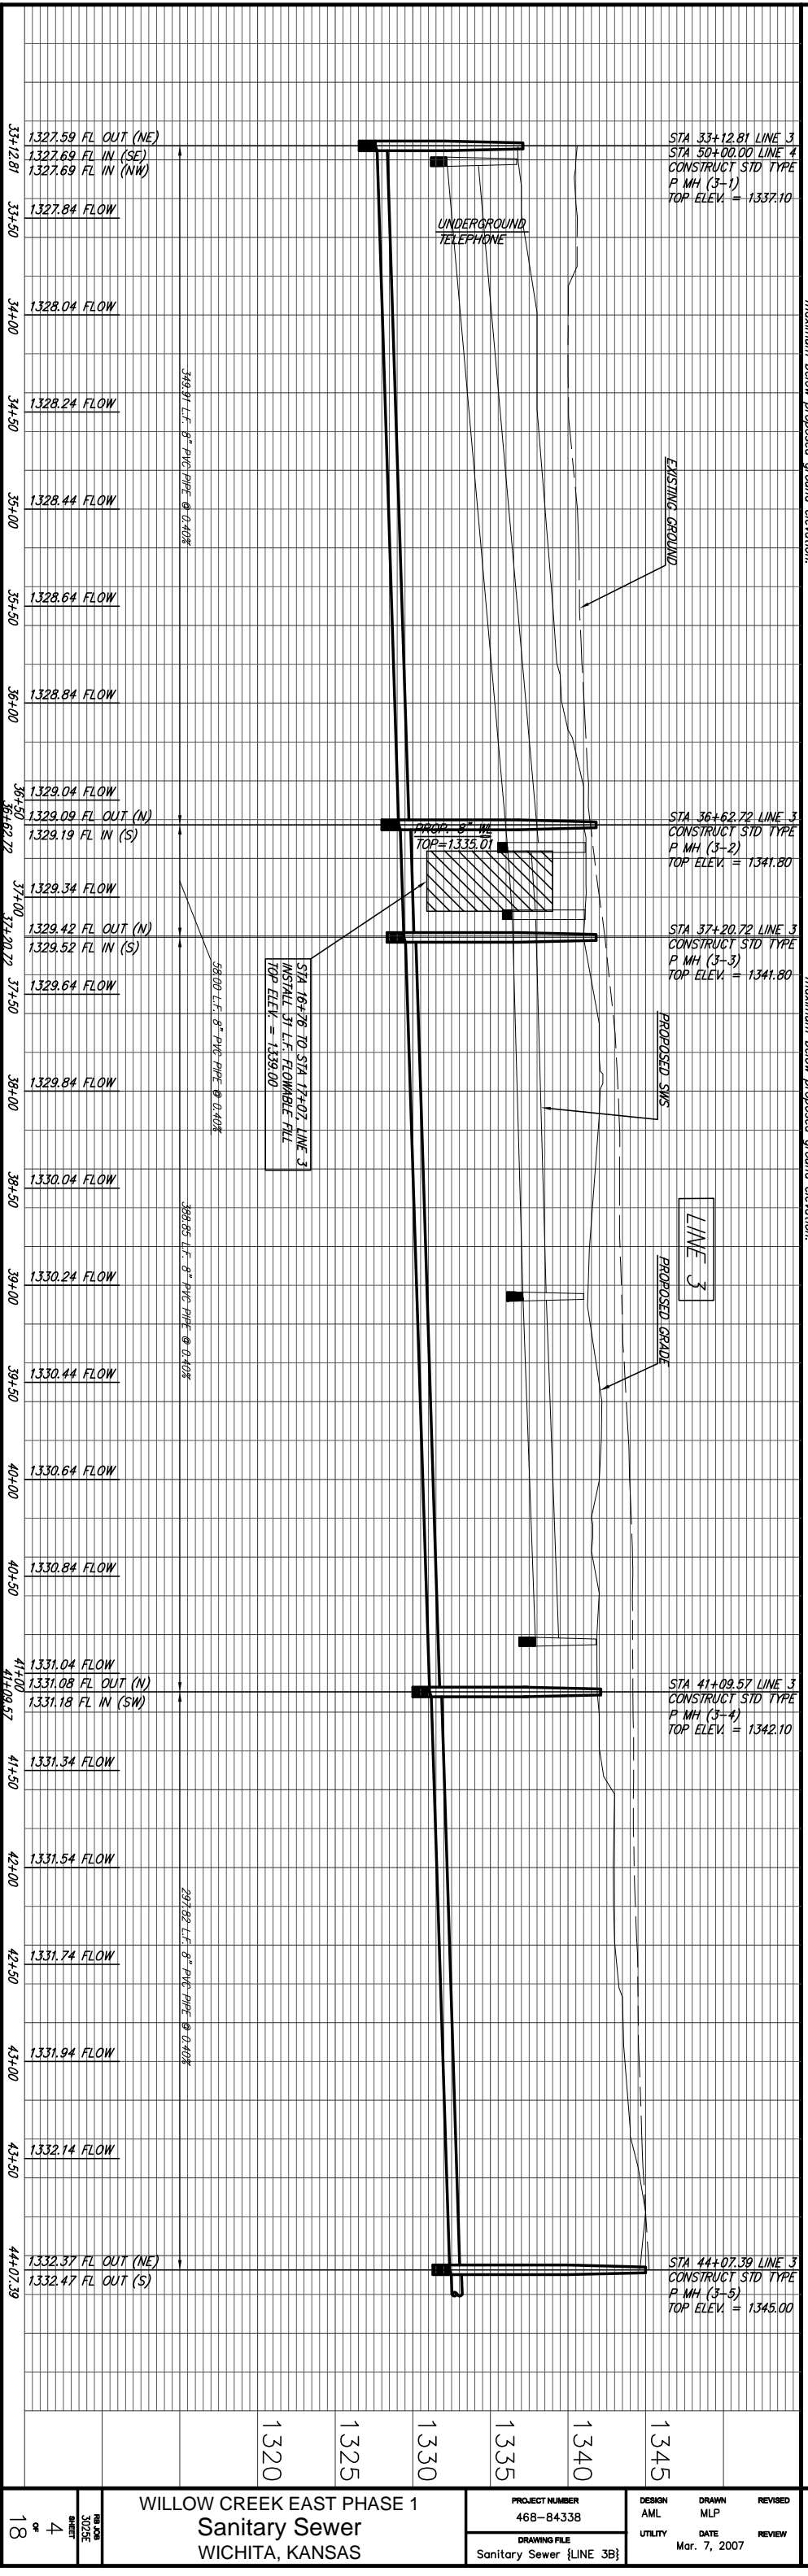 maximum below proposed ground elevation.
maximum below proposed ground elevation.
STA 33+12.81 LINE 3
STA 50+00.00 LINE 4
CONSTRUCT STD TYPE
P MH (3-1)
TOP ELEV. = 1337.10
STA 36+62.72 LINE 3
CONSTRUCT STD TYPE
P MH (3-2)
TOP ELEV. = 1341.80
STA 37+20.72 LINE 3
CONSTRUCT STD TYPE
P MH (3-3)
TOP ELEV. = 1341.80
STA 41+09.57 LINE 3
CONSTRUCT STD TYPE
P MH (3-4)
TOP ELEV. = 1342.10
STA 44+07.39 LINE 3
CONSTRUCT STD TYPE
P MH (3-5)
TOP ELEV. = 1345.00
EXISTING GROUND
PROPOSED SWS
LINE 3
PROPOSED GRADE
UNDERGROUND
TELEPHONE
PROP. 8" WL
TOP=1335.01
STA 16+76 TO STA 17+07, LINE 3
INSTALL 31 L.F. FLOWABLE FILL
TOP ELEV. = 1339.00
349.91 L.F. 8" PVC PIPE @ 0.40%
58.00 L.F. 8" PVC PIPE @ 0.40%
388.85 L.F. 8" PVC PIPE @ 0.40%
297.82 L.F. 8" PVC PIPE @ 0.40%
1327.59 FL OUT (NE)
1327.69 FL IN (SE)
1327.69 FL IN (NW)
1327.84 FLOW
1328.04 FLOW
1328.24 FLOW
1328.44 FLOW
1328.64 FLOW
1328.84 FLOW
1329.04 FLOW
1329.09 FL OUT (N)
1329.19 FL IN (S)
1329.34 FLOW
1329.42 FL OUT (N)
1329.52 FL IN (S)
1329.64 FLOW
1329.84 FLOW
1330.04 FLOW
1330.24 FLOW
1330.44 FLOW
1330.64 FLOW
1330.84 FLOW
1331.04 FLOW
1331.08 FL OUT (N)
1331.18 FL IN (SW)
1331.34 FLOW
1331.54 FLOW
1331.74 FLOW
1331.94 FLOW
1332.14 FLOW
1332.37 FL OUT (NE)
1332.47 FL OUT (S)
33+12.81
33+50
34+00
34+50
35+00
35+50
36+00
36+50
36+62.72
37+00
37+20.72
37+50
38+00
38+50
39+00
39+50
40+00
40+50
41+00
41+09.57
41+50
42+00
42+50
43+00
43+50
44+07.39
1320
1325
1330
1335
1340
1345
RB JOB
3025E
SHEET
4
OF
18
WILLOW CREEK EAST PHASE 1
Sanitary Sewer
WICHITA, KANSAS
PROJECT NUMBER
468-84338
DRAWING FILE
Sanitary Sewer {LINE 3B}
DESIGN DRAWN REVISED
AML MLP
UTILITY DATE REVIEW
Mar. 7, 2007